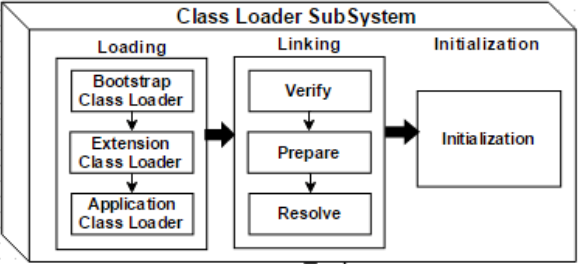 Class Loader SubSystem
Loading
Bootstrap
Class Loader
Extension
Class Loader
Application
Class Loader
Linking
Verify
Prepare
Resolve
Initialization
Initialization